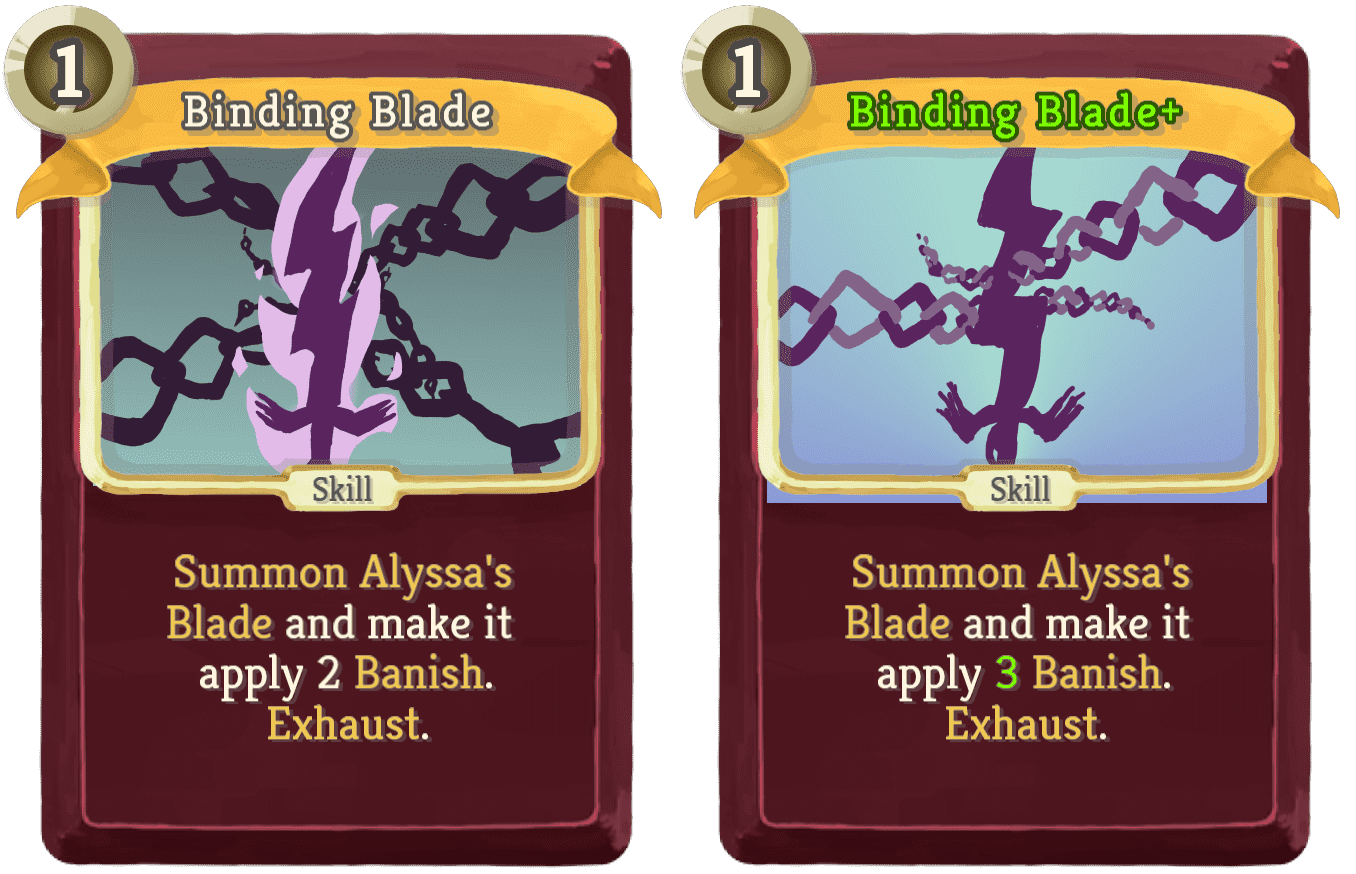 1
Binding Blade
Skill
Summon Alyssa's
Blade and make it
apply 2 Banish.
Exhaust.
1
Binding Blade+
Skill
Summon Alyssa's
Blade and make it
apply 3 Banish.
Exhaust.